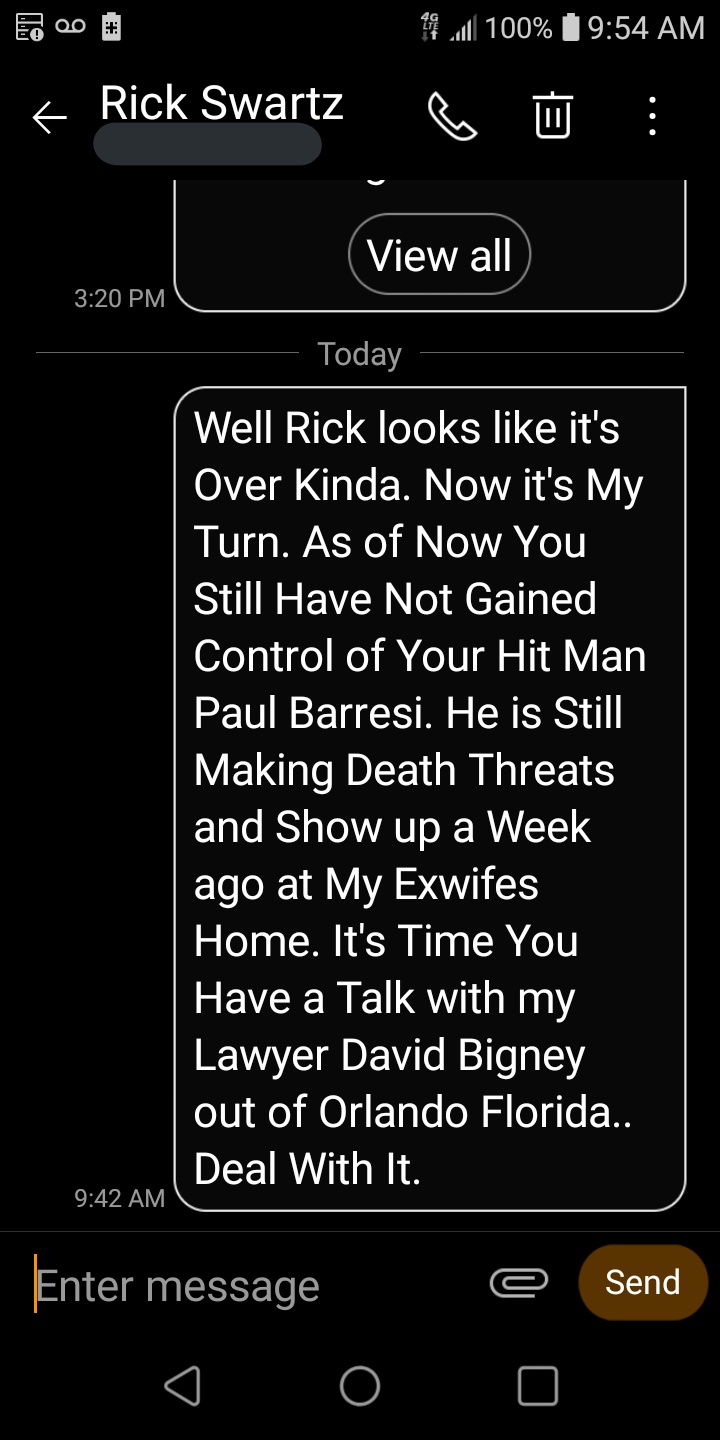 4G LTE 100% 9:54 AM
Rick Swartz
View all
3:20 PM
Today
Well Rick looks like it's
Over Kinda. Now it's My
Turn. As of Now You
Still Have Not Gained
Control of Your Hit Man
Paul Barresi. He is Still
Making Death Threats
and Show up a Week
ago at My Exwifes
Home. It's Time You
Have a Talk with my
Lawyer David Bigney
out of Orlando Florida..
Deal With It.
9:42 AM
Enter message
Send